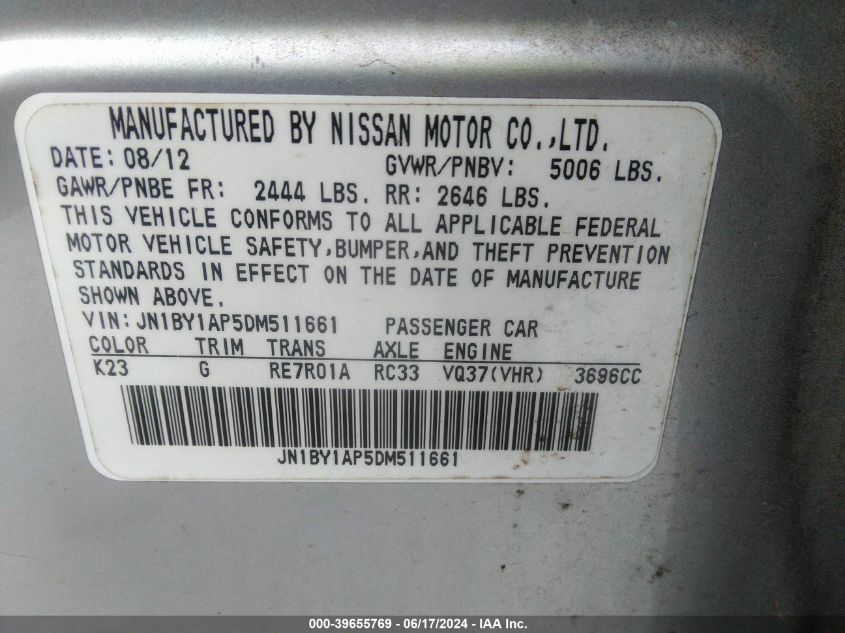 MANUFACTURED BY NISSAN MOTOR CO.,LTD.
DATE: 08/12 GVWR/PNBV: 5006 LBS.
GAWR/PNBE FR: 2444 LBS. RR: 2646 LBS.
THIS VEHICLE CONFORMS TO ALL APPLICABLE FEDERAL
MOTOR VEHICLE SAFETY,BUMPER,AND THEFT PREVENTION
STANDARDS IN EFFECT ON THE DATE OF MANUFACTURE
SHOWN ABOVE.
VIN: JN1BY1AP5DM511661 PASSENGER CAR
COLOR TRIM TRANS AXLE ENGINE
K23 G RE7R01A RC33 VQ37(VHR) 3696CC
JN1BY1AP5DM511661
000-39655769 - 06/17/2024 - IAA Inc.